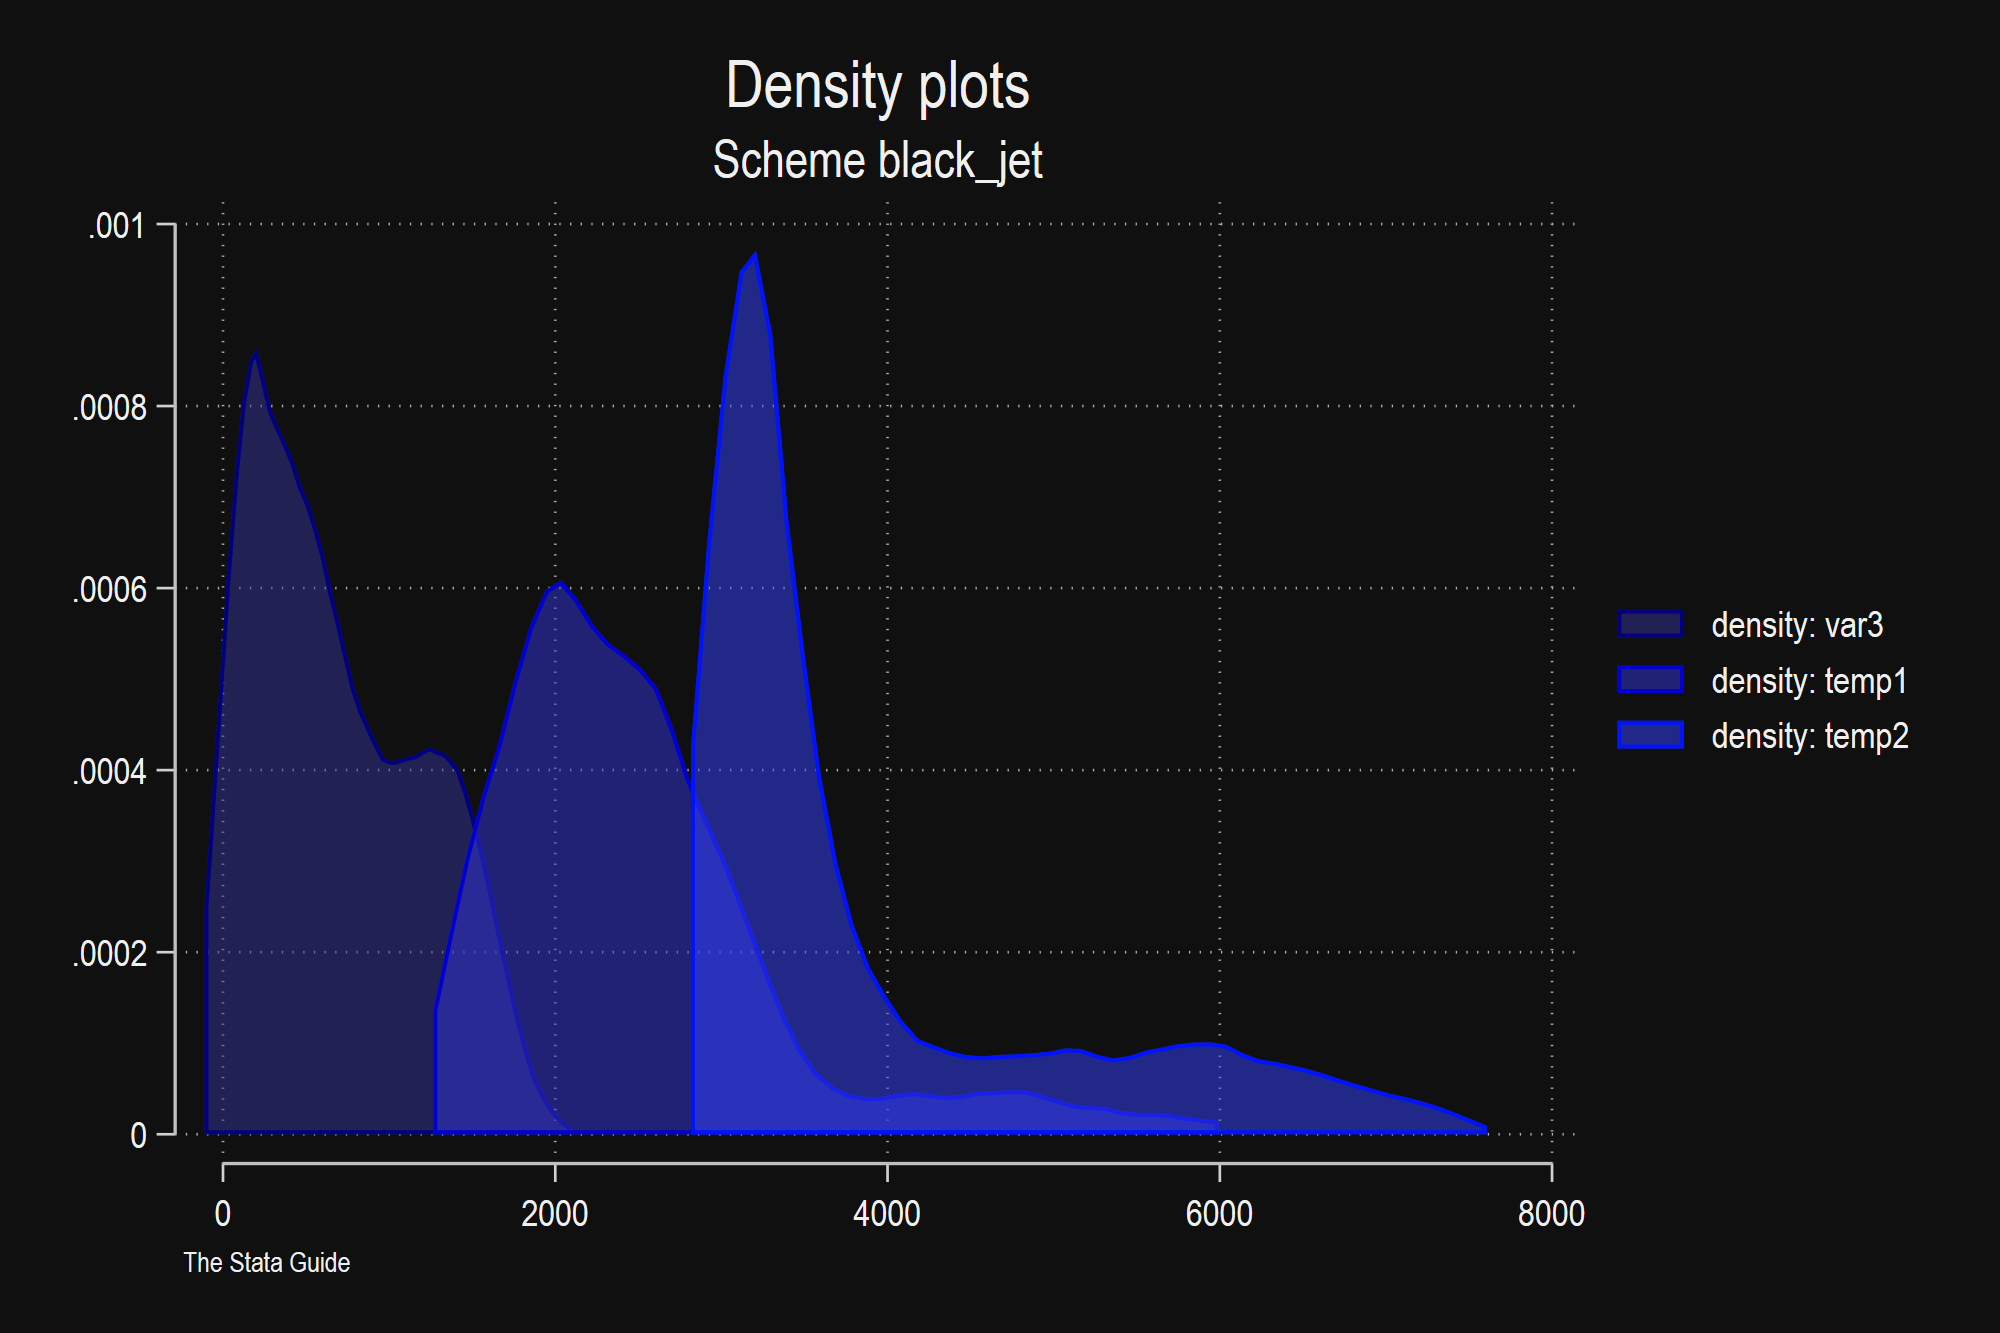 Density plots
Scheme black_jet
.001
.0008
.0006
.0004
.0002
0
0 2000 4000 6000 8000
density: var3
density: temp1
density: temp2
The Stata Guide